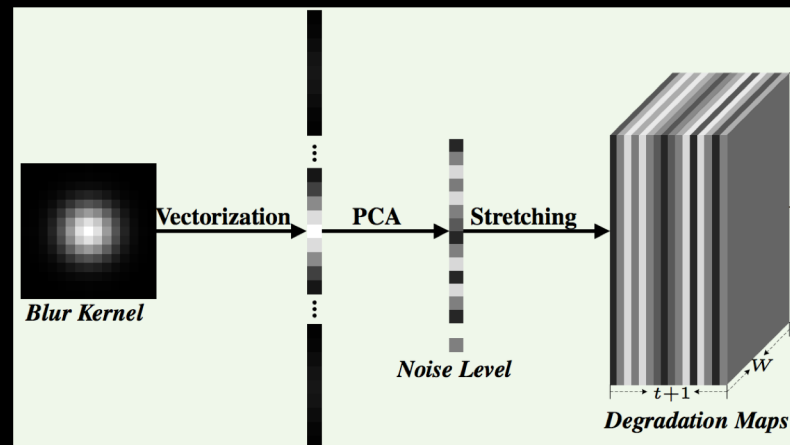 Vectorization
PCA
Stretching
Blur Kernel
Noise Level
W
t+1
Degradation Maps